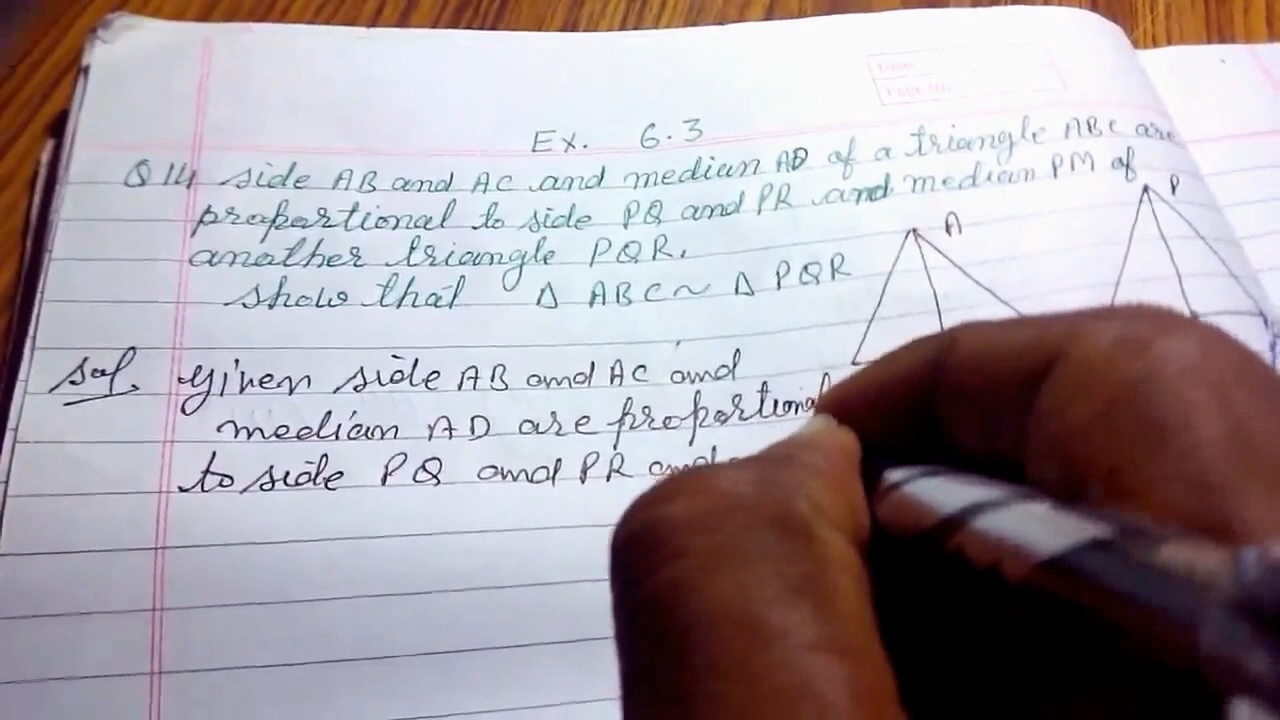 Ex. 6.3
Q 14 side AB and AC and median AD of a triangle ABC are
proportional to side PQ and PR and median PM of
another triangle PQR.
show that Δ ABC ~ Δ PQR
A
P
Sol. Given side AB and AC and
median AD are proportional
to side PQ and PR and